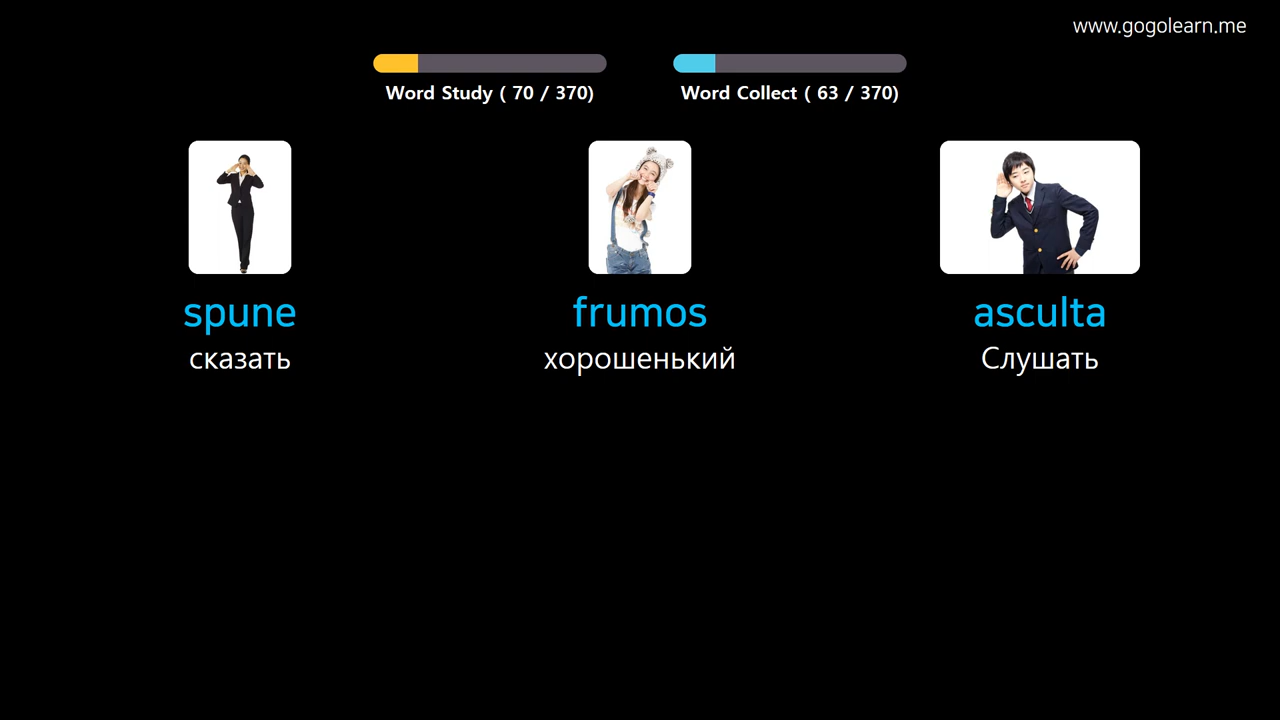 www.gogolearn.me
Word Study ( 70 / 370)
Word Collect ( 63 / 370)
spune
frumos
asculta
сказать
хорошенький
Слушать